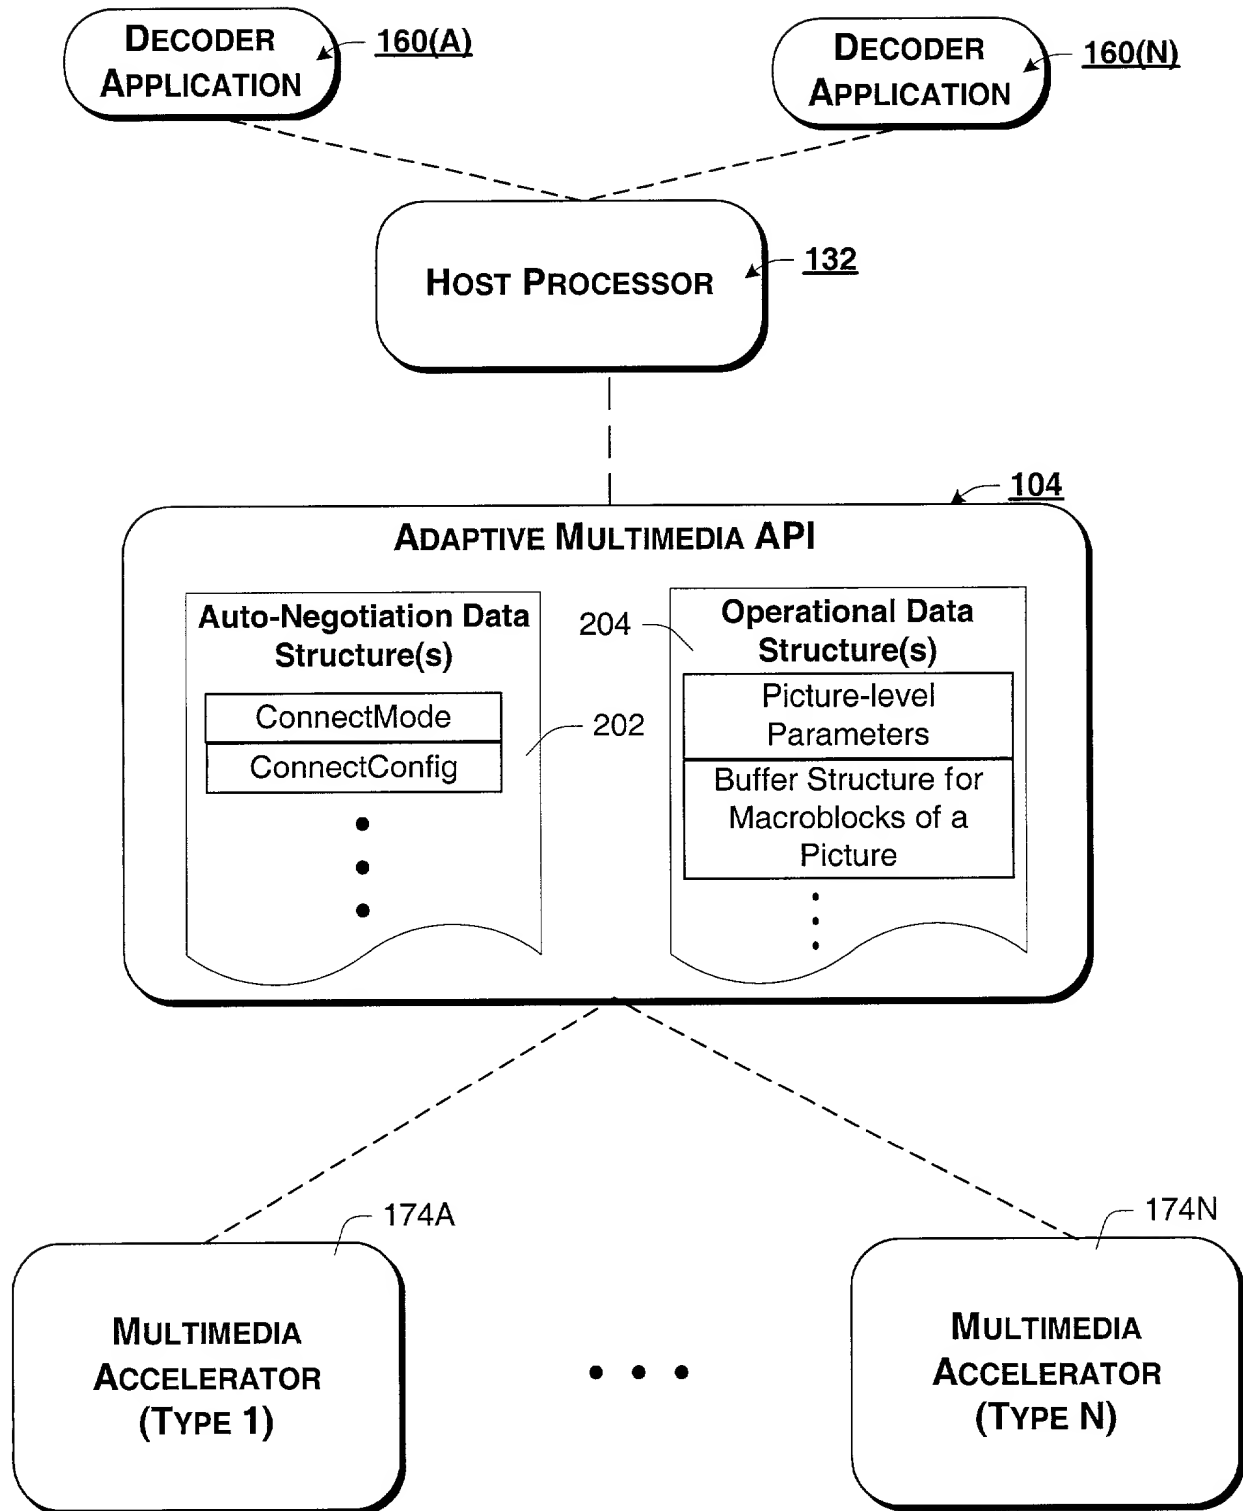 DECODER
APPLICATION
160(A)
DECODER
APPLICATION
160(N)
HOST PROCESSOR
132
104
ADAPTIVE MULTIMEDIA API
Auto-Negotiation Data
Structure(s)
ConnectMode
ConnectConfig
202
204
Operational Data
Structure(s)
Picture-level
Parameters
Buffer Structure for
Macroblocks of a
Picture
174A
MULTIMEDIA
ACCELERATOR
(TYPE 1)
174N
MULTIMEDIA
ACCELERATOR
(TYPE N)